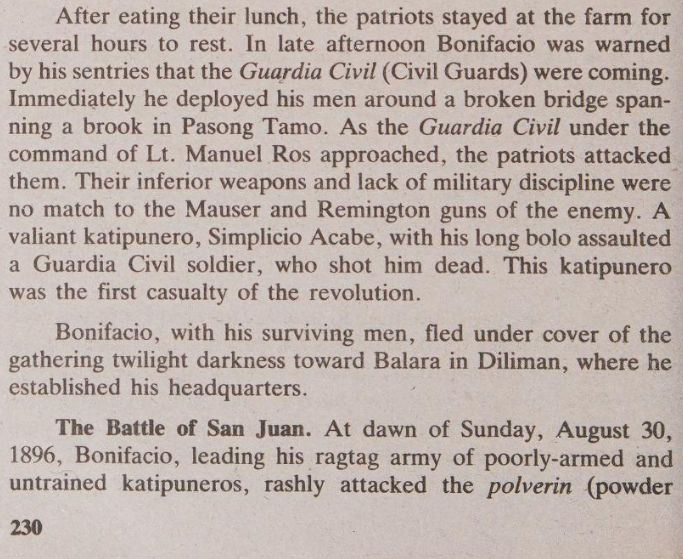 After eating their lunch, the patriots stayed at the farm for
several hours to rest. In late afternoon Bonifacio was warned
by his sentries that the Guardia Civil (Civil Guards) were coming.
Immediately he deployed his men around a broken bridge span-
ning a brook in Pasong Tamo. As the Guardia Civil under the
command of Lt. Manuel Ros approached, the patriots attacked
them. Their inferior weapons and lack of military discipline were
no match to the Mauser and Remington guns of the enemy. A
valiant katipunero, Simplicio Acabe, with his long bolo assaulted
a Guardia Civil soldier, who shot him dead. This katipunero
was the first casualty of the revolution.
Bonifacio, with his surviving men, fled under cover of the
gathering twilight darkness toward Balara in Diliman, where he
established his headquarters.
The Battle of San Juan. At dawn of Sunday, August 30,
1896, Bonifacio, leading his ragtag army of poorly-armed and
untrained katipuneros, rashly attacked the polverin (powder
230